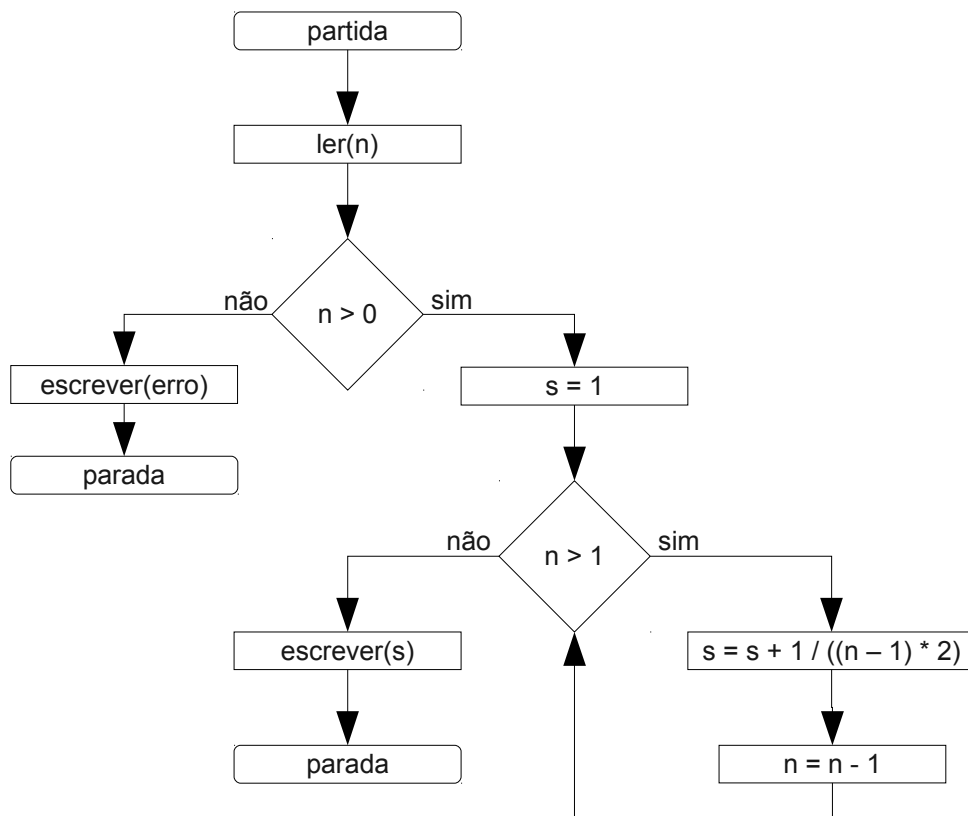 partida
ler(n)
não
sim
n > 0
escrever(erro)
s = 1
parada
não
sim
n > 1
escrever(s)
s = s + 1 / ((n – 1) * 2)
parada
n = n - 1